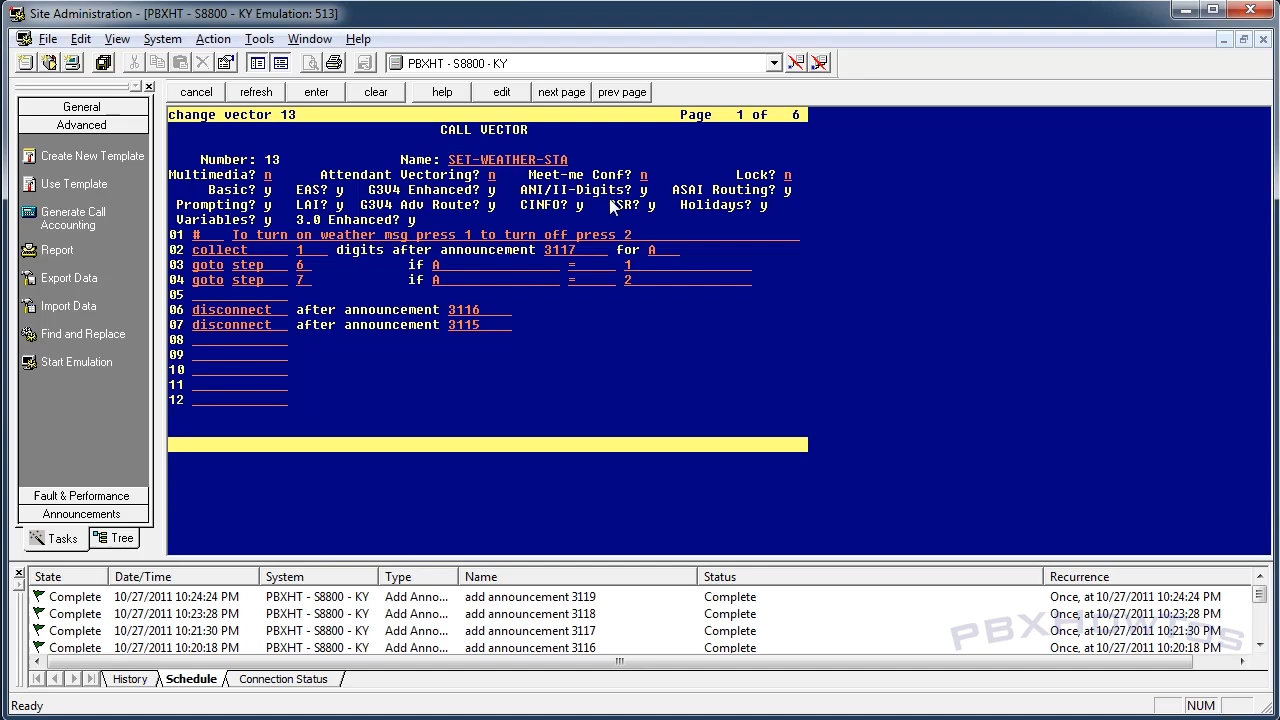 Site Administration - [PBXHT - S8800 - KY Emulation: 513]
File Edit View System Action Tools Window Help
PBXHT - S8800 - KY
cancel refresh enter clear help edit next page prev page
General
Advanced
Create New Template
Use Template
Generate Call
Accounting
Report
Export Data
Import Data
Find and Replace
Start Emulation
Fault & Performance
Announcements
Tasks Tree
change vector 13 Page 1 of 6
CALL VECTOR
Number: 13 Name: SET-WEATHER-STA
Multimedia? n Attendant Vectoring? n Meet-me Conf? n Lock? n
Basic? y EAS? y G3V4 Enhanced? y ANI/II-Digits? y ASAI Routing? y
Prompting? y LAI? y G3V4 Adv Route? y CINFO? y SR? y Holidays? y
Variables? y 3.0 Enhanced? y
01 # To turn on weather msg press 1 to turn off press 2
02 collect 1 digits after announcement 3117 for A
03 goto step 6 if A = 1
04 goto step 7 if A = 2
05
06 disconnect after announcement 3116
07 disconnect after announcement 3115
08
09
10
11
12
State Date/Time System Type Name Status Recurrence
Complete 10/27/2011 10:24:24 PM PBXHT - S8800 - KY Add Anno... add announcement 3119 Complete Once, at 10/27/2011 10:24:24 PM
Complete 10/27/2011 10:23:28 PM PBXHT - S8800 - KY Add Anno... add announcement 3118 Complete Once, at 10/27/2011 10:23:28 PM
Complete 10/27/2011 10:21:30 PM PBXHT - S8800 - KY Add Anno... add announcement 3117 Complete Once, at 10/27/2011 10:21:30 PM
Complete 10/27/2011 10:20:18 PM PBXHT - S8800 - KY Add Anno... add announcement 3116 Complete Once, at 10/27/2011 10:20:18 PM
History Schedule Connection Status
Ready NUM